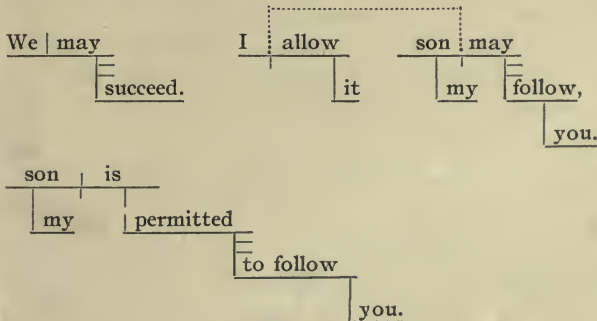 We may I allow son may
succeed. it my follow,
you.
son is
my permitted
to follow
you.